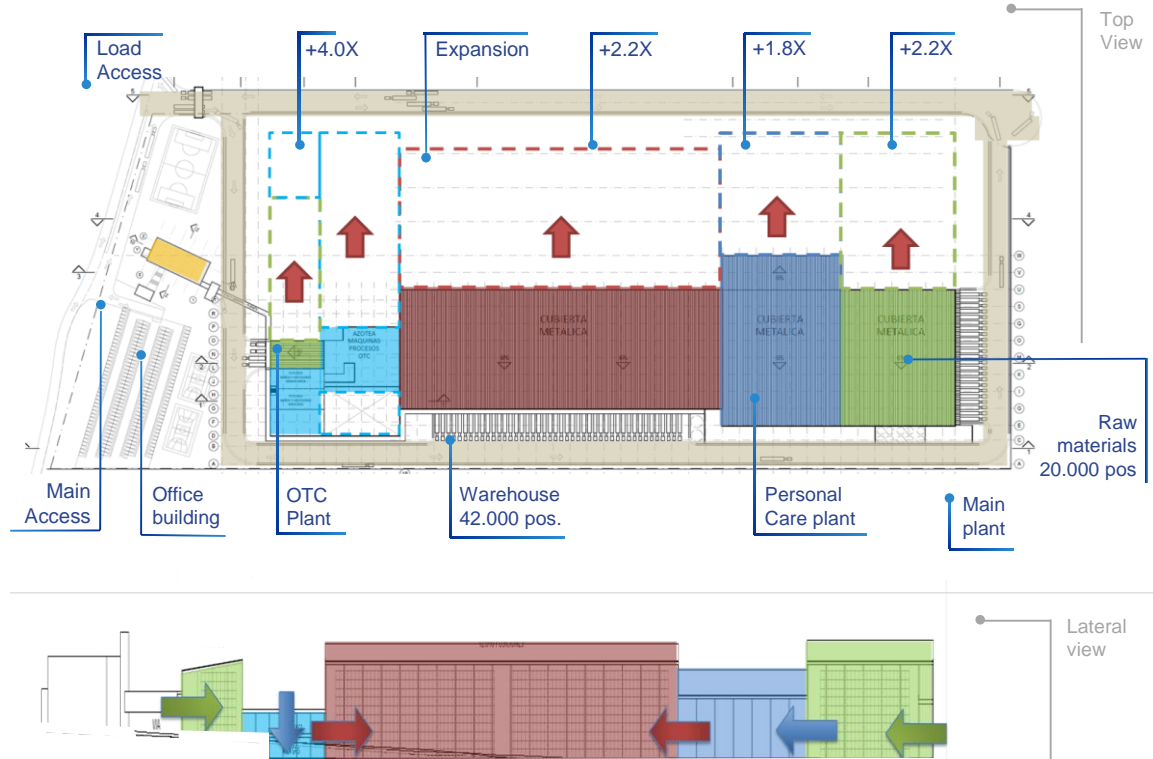 Top
View
Load
Access
+4.0X
Expansion
+2.2X
+1.8X
+2.2X
CUBIERTA
METALICA
CUBIERTA
METALICA
CUBIERTA
METALICA
AZOTEA
MAQUINAS
PROCESOS
OTC
Raw
materials
20.000 pos
Main
Access
Office
building
OTC
Plant
Warehouse
42.000 pos.
Personal
Care plant
Main
plant
Lateral
view